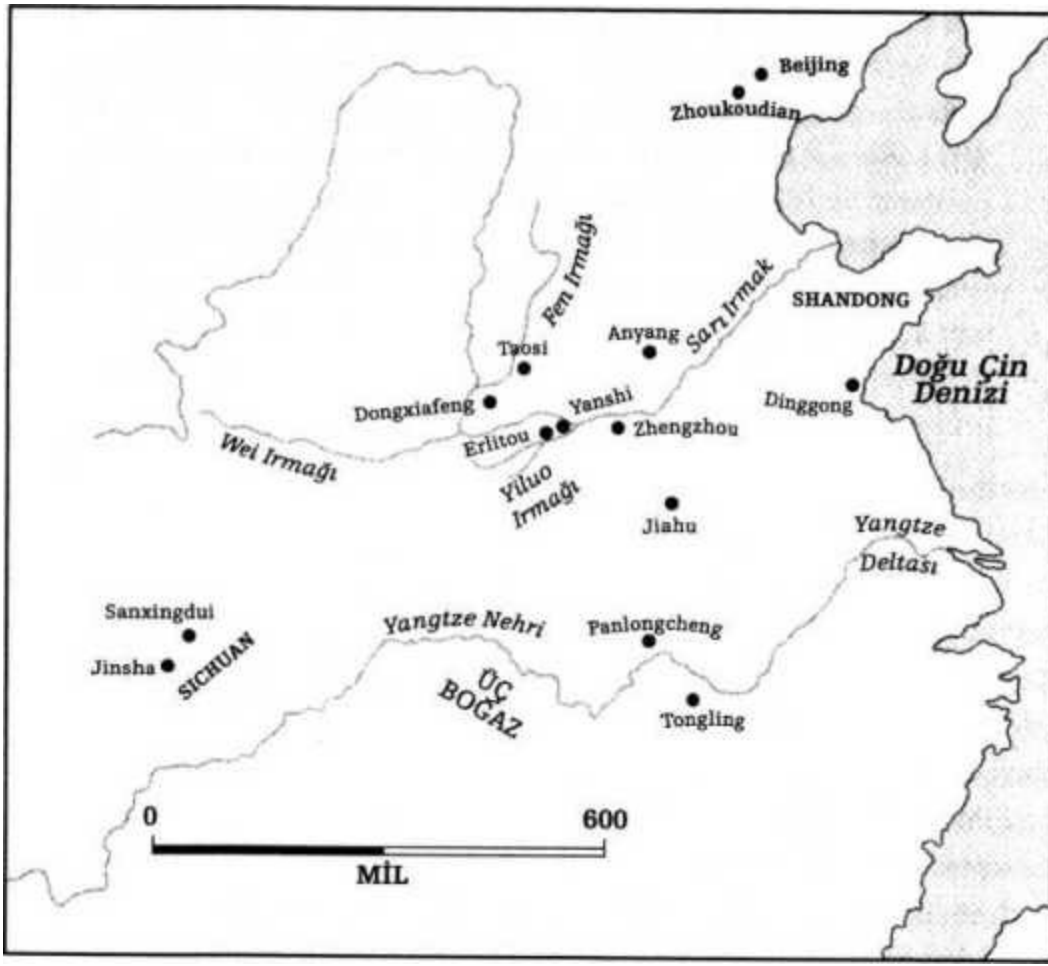 Beijing
Zhoukoudian
Fen Irmağı
Sarı Irmak
SHANDONG
Anyang
Taosi
Doğu Çin
Denizi
Dinggong
Dongxiafeng
Yanshi
Erlitou
Zhengzhou
Wei Irmağı
Yiluo
Irmağı
Jiahu
Yangtze
Deltası
Sanxingdui
Yangtze Nehri
Panlongcheng
Jinsha
SICHUAN
ÜÇ
BOĞAZ
Tongling
0
600
MİL